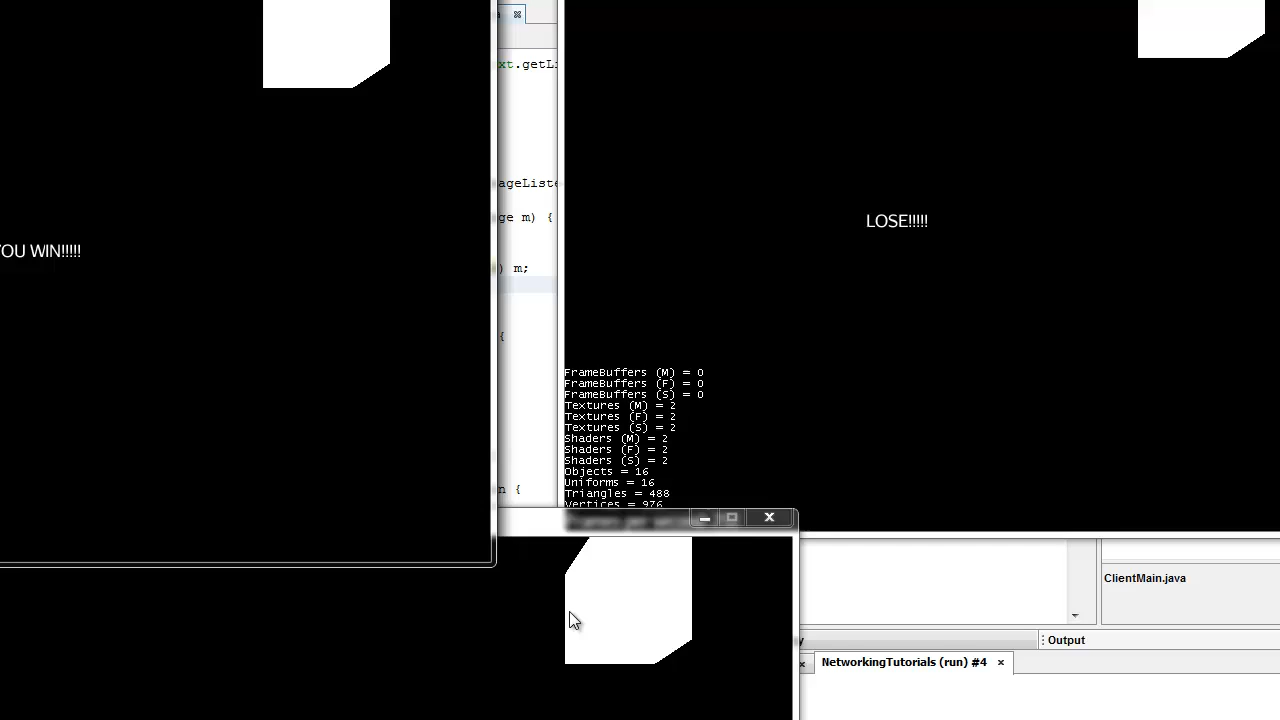 xt.getLi
ageListe
ge m) {
) m;
{
n {
OU WIN!!!!!
LOSE!!!!!
FrameBuffers (M) = 0
FrameBuffers (F) = 0
FrameBuffers (S) = 0
Textures (M) = 2
Textures (F) = 2
Textures (S) = 2
Shaders (M) = 2
Shaders (F) = 2
Shaders (S) = 2
Objects = 16
Uniforms = 16
Triangles = 488
Vertices = 976
ClientMain.java
y
Output
NetworkingTutorials (run) #4